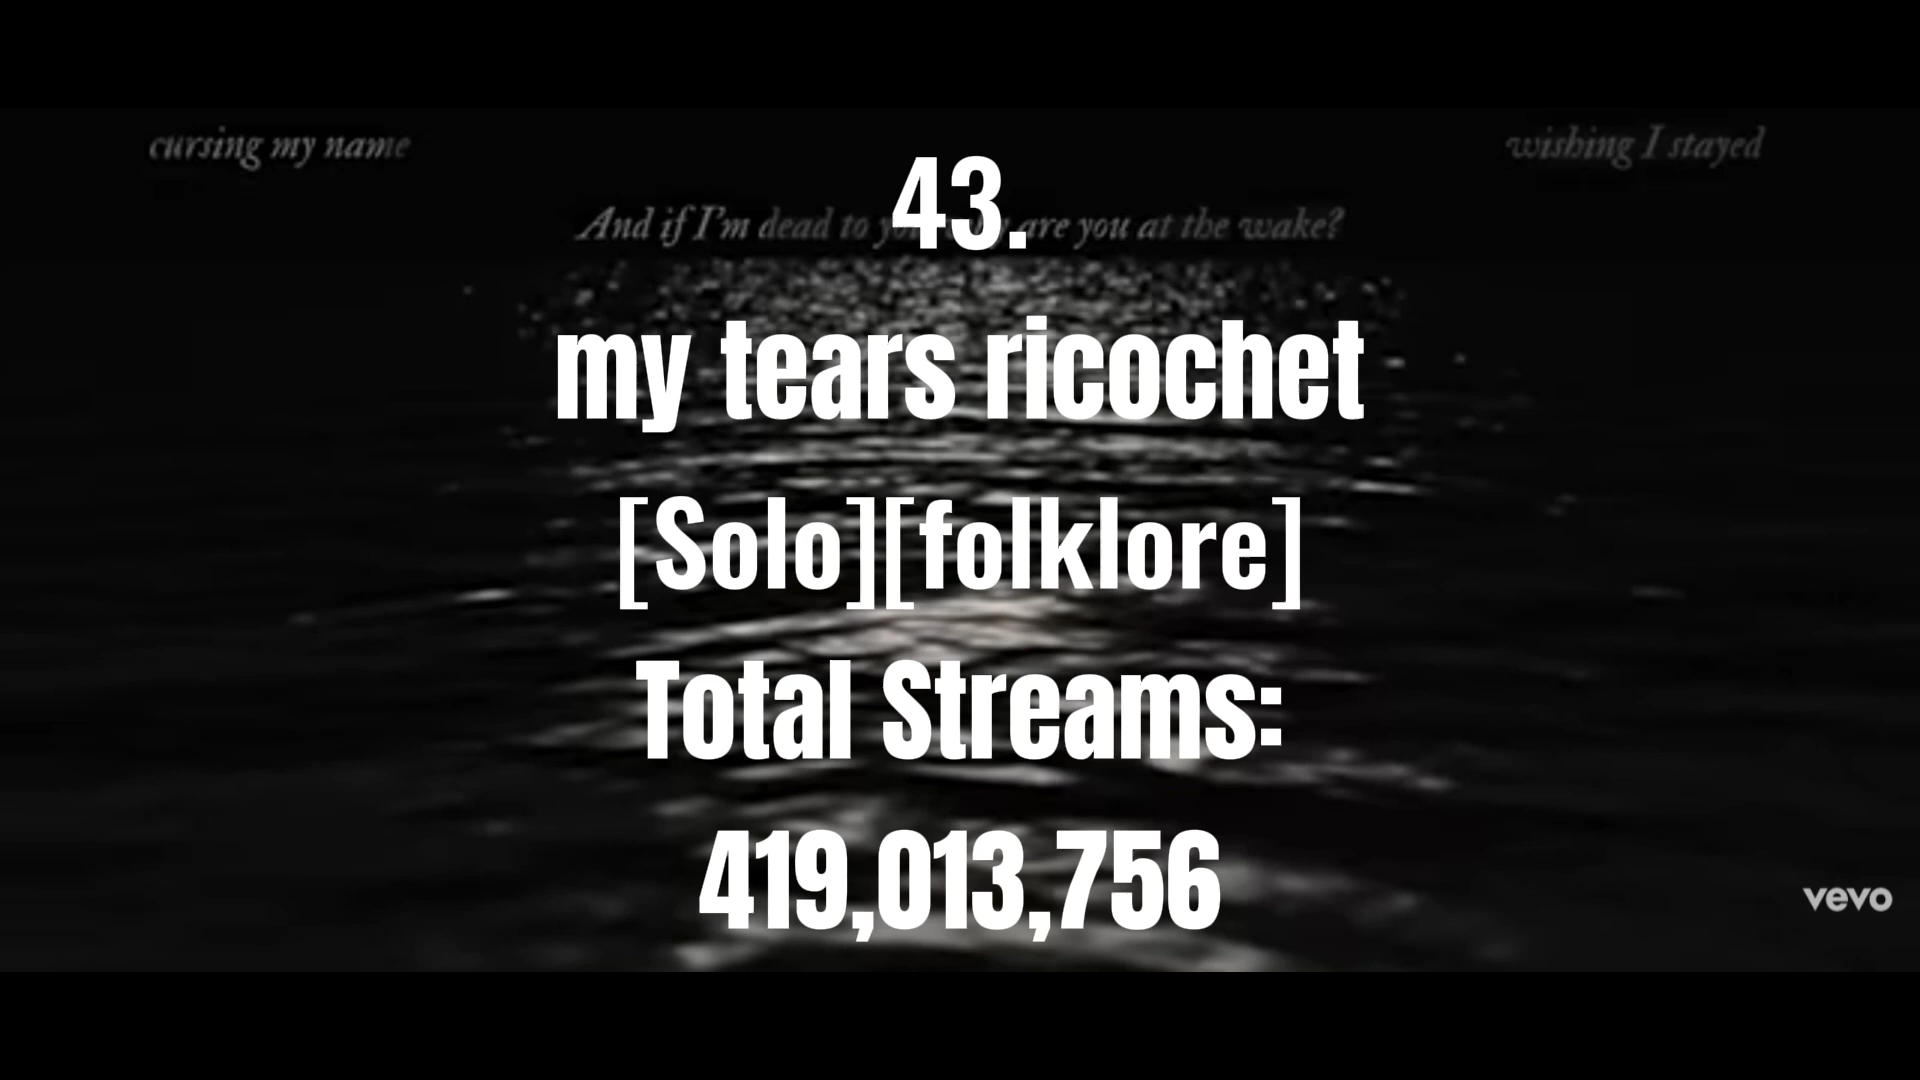 cursing my name
wishing I stayed
And if I'm dead to are you at the wake?
43.
my tears ricochet
[Solo][folklore]
Total Streams:
419,013,756
vevo